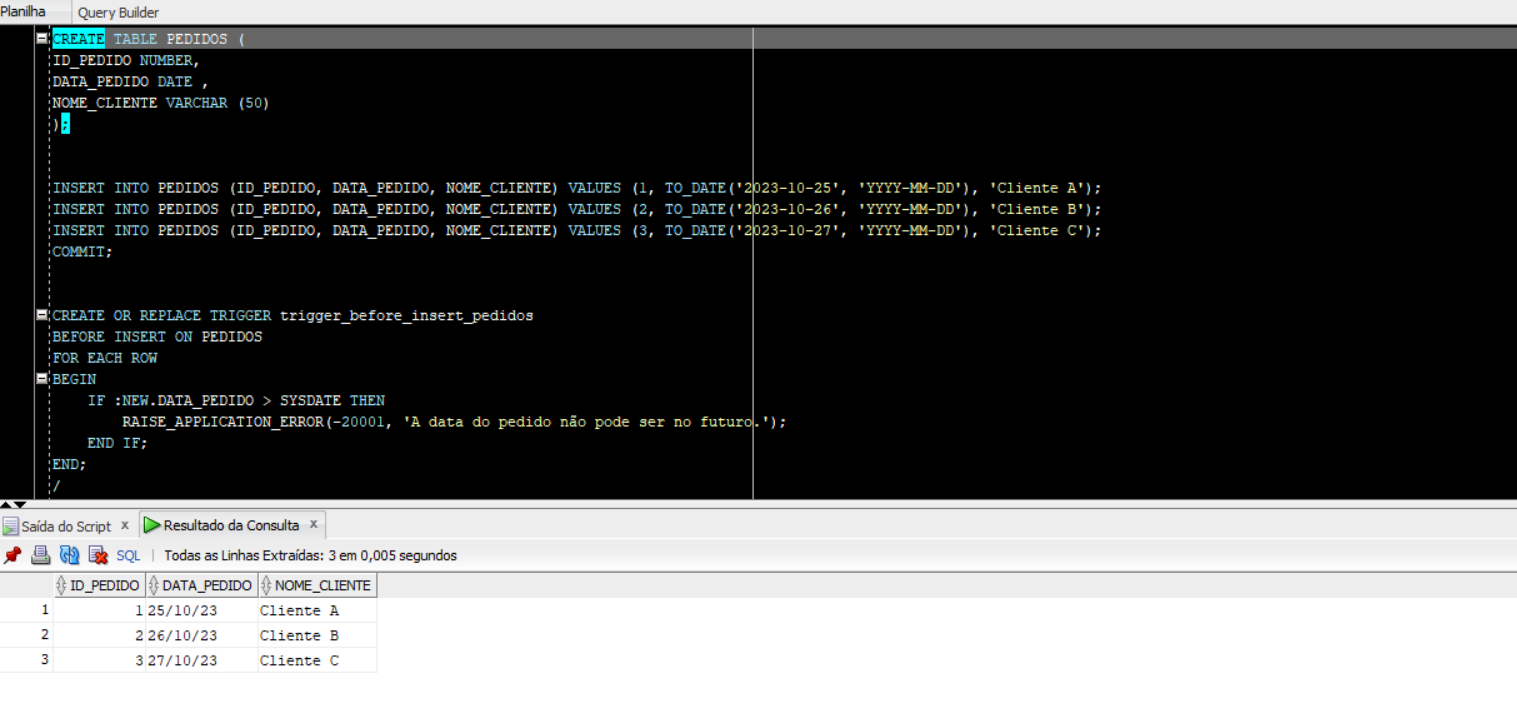 Planilha Query Builder
CREATE TABLE PEDIDOS (
ID_PEDIDO NUMBER,
DATA_PEDIDO DATE ,
NOME_CLIENTE VARCHAR (50)
);
INSERT INTO PEDIDOS (ID_PEDIDO, DATA_PEDIDO, NOME_CLIENTE) VALUES (1, TO_DATE('2023-10-25', 'YYYY-MM-DD'), 'Cliente A');
INSERT INTO PEDIDOS (ID_PEDIDO, DATA_PEDIDO, NOME_CLIENTE) VALUES (2, TO_DATE('2023-10-26', 'YYYY-MM-DD'), 'Cliente B');
INSERT INTO PEDIDOS (ID_PEDIDO, DATA_PEDIDO, NOME_CLIENTE) VALUES (3, TO_DATE('2023-10-27', 'YYYY-MM-DD'), 'Cliente C');
COMMIT;
CREATE OR REPLACE TRIGGER trigger_before_insert_pedidos
BEFORE INSERT ON PEDIDOS
FOR EACH ROW
BEGIN
IF :NEW.DATA_PEDIDO > SYSDATE THEN
RAISE_APPLICATION_ERROR(-20001, 'A data do pedido não pode ser no futuro.');
END IF;
END;
/
Saída do Script x Resultado da Consulta x
SQL | Todas as Linhas Extraídas: 3 em 0,005 segundos
ID_PEDIDO DATA_PEDIDO NOME_CLIENTE
1 1 25/10/23 Cliente A
2 2 26/10/23 Cliente B
3 3 27/10/23 Cliente C